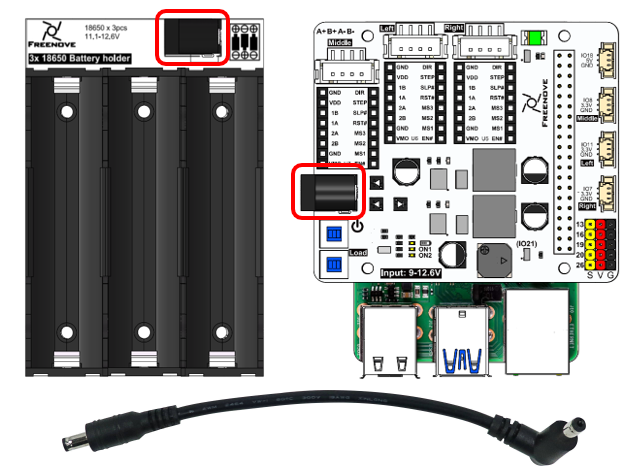 FREENOVE
18650 x 3pcs
11,1-12,6V
3x 18650 Battery holder
A+ B+ A- B-
Middle
Left
Right
GND DIR
VDD STEP
1B SLP#
1A RST#
2A MS3
2B MS2
GND MS1
VMO U6 EN#
GND DIR
VDD STEP
1B SLP#
1A RST#
2A MS3
2B MS2
GND MS1
VMO U5 EN#
GND DIR
VDD STEP
1B SLP#
1A RST#
2A MS3
2B MS2
GND MS1
EN#
FREENOVE
IO18
5V
GND
IO8
3.3V
GND
Middle
IO11
3.3V
GND
Left
IO7
3.3V
GND
Right
13
16
19
20
26
S V G
(IO21)
Load
ON1
ON2
Input: 9-12.6V